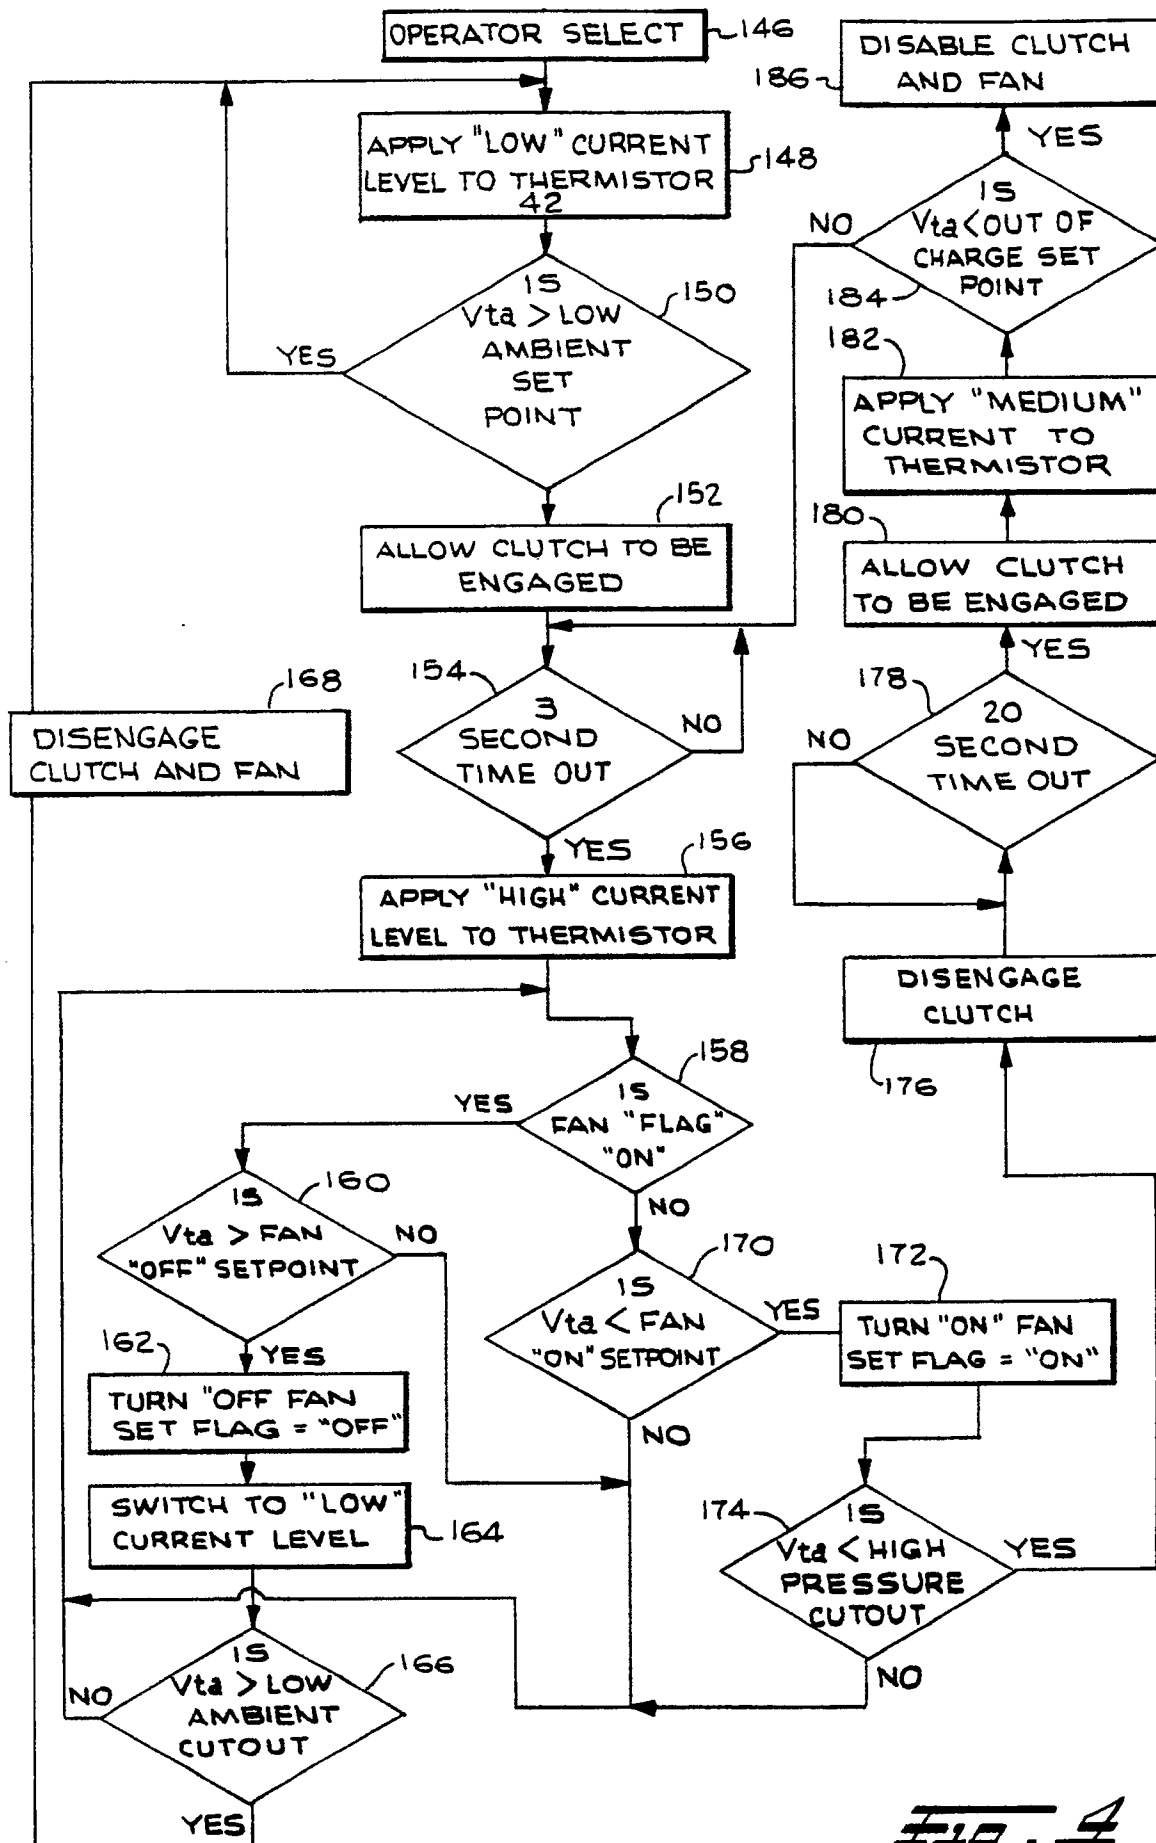 OPERATOR SELECT
146
APPLY "LOW" CURRENT
LEVEL TO THERMISTOR
42
148
IS
Vta > LOW
AMBIENT
SET
POINT
150
YES
152
ALLOW CLUTCH TO BE
ENGAGED
154
3
SECOND
TIME OUT
NO
YES
156
APPLY "HIGH" CURRENT
LEVEL TO THERMISTOR
158
IS
FAN "FLAG"
"ON"
YES
NO
160
IS
Vta > FAN
"OFF" SETPOINT
NO
YES
162
TURN "OFF FAN
SET FLAG = "OFF"
SWITCH TO "LOW"
CURRENT LEVEL
164
IS
Vta > LOW
AMBIENT
CUTOUT
166
NO
YES
168
DISENGAGE
CLUTCH AND FAN
170
IS
Vta < FAN
"ON" SETPOINT
YES
NO
172
TURN "ON" FAN
SET FLAG = "ON"
174
IS
Vta < HIGH
PRESSURE
CUTOUT
YES
NO
DISENGAGE
CLUTCH
176
178
20
SECOND
TIME OUT
NO
YES
180
ALLOW CLUTCH
TO BE ENGAGED
182
APPLY "MEDIUM"
CURRENT TO
THERMISTOR
184
IS
Vta < OUT OF
CHARGE SET
POINT
NO
YES
DISABLE CLUTCH
AND FAN
186
FIG. 4